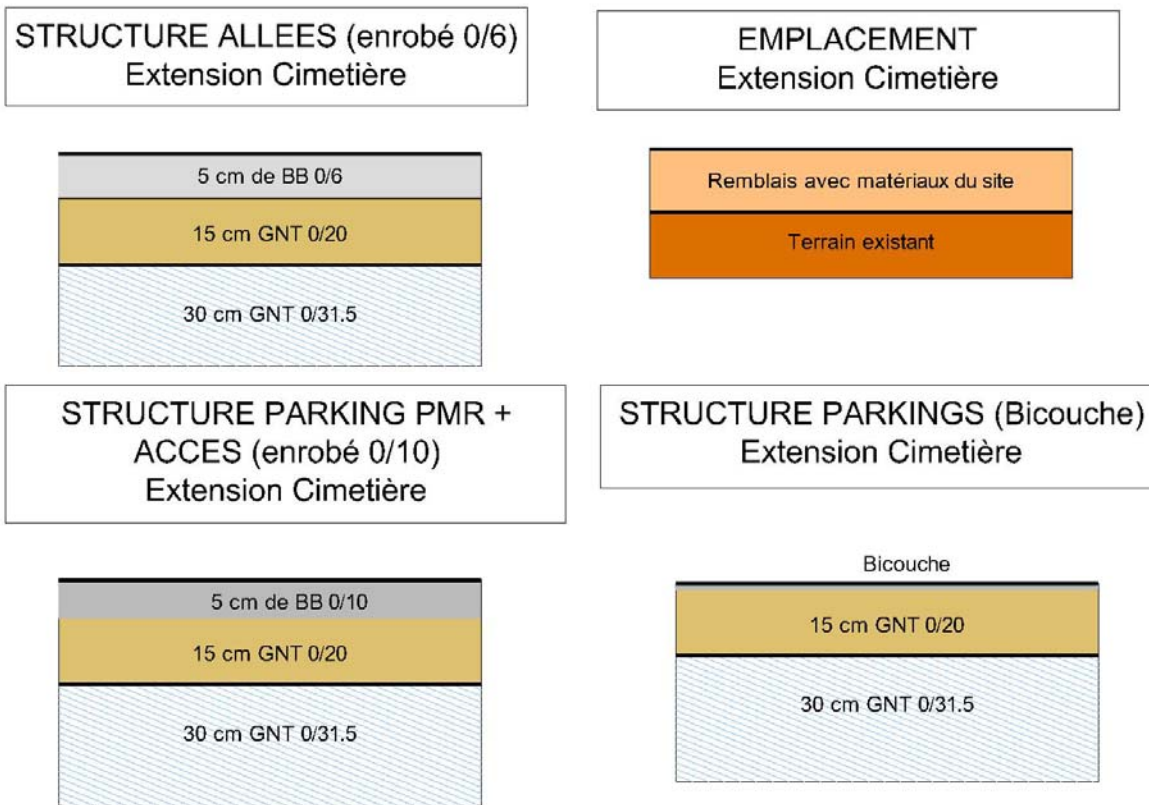 STRUCTURE ALLEES (enrobé 0/6)
Extension Cimetière
5 cm de BB 0/6
15 cm GNT 0/20
30 cm GNT 0/31.5
EMPLACEMENT
Extension Cimetière
Remblais avec matériaux du site
Terrain existant
STRUCTURE PARKING PMR +
ACCES (enrobé 0/10)
Extension Cimetière
5 cm de BB 0/10
15 cm GNT 0/20
30 cm GNT 0/31.5
STRUCTURE PARKINGS (Bicouche)
Extension Cimetière
Bicouche
15 cm GNT 0/20
30 cm GNT 0/31.5